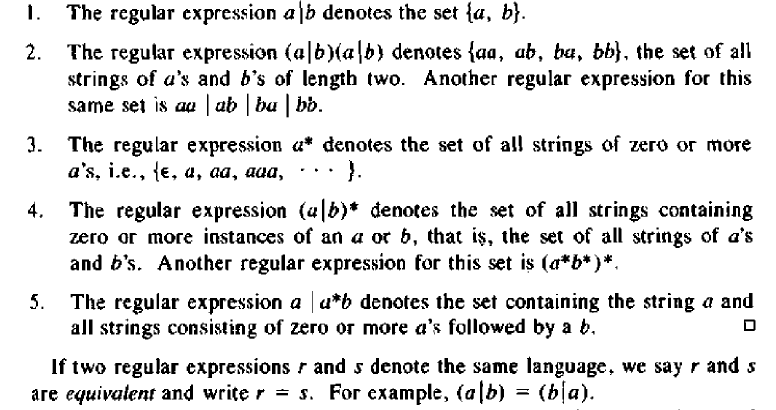 1. The regular expression a|b denotes the set {a, b}.
2. The regular expression (a|b)(a|b) denotes {aa, ab, ba, bb}, the set of all
strings of a's and b's of length two. Another regular expression for this
same set is aa | ab | ba | bb.
3. The regular expression a* denotes the set of all strings of zero or more
a's, i.e., {ϵ, a, aa, aaa, · · · }.
4. The regular expression (a|b)* denotes the set of all strings containing
zero or more instances of an a or b, that is, the set of all strings of a's
and b's. Another regular expression for this set is (a*b*)*.
5. The regular expression a | a*b denotes the set containing the string a and
all strings consisting of zero or more a's followed by a b. □
If two regular expressions r and s denote the same language, we say r and s
are equivalent and write r = s. For example, (a|b) = (b|a).